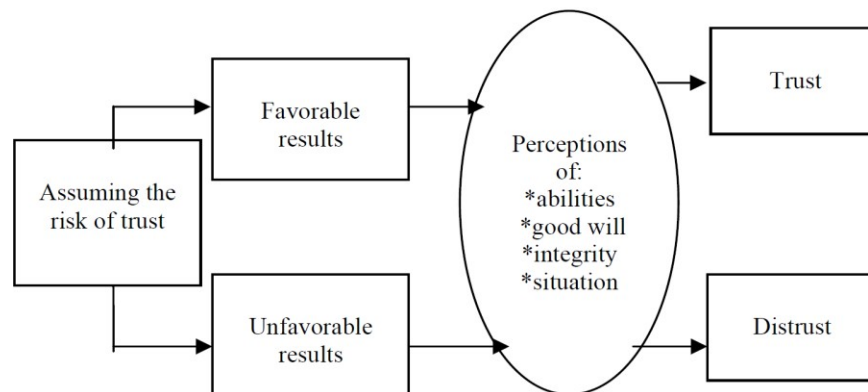 Assuming the
risk of trust
Favorable
results
Unfavorable
results
Perceptions
of:
*abilities
*good will
*integrity
*situation
Trust
Distrust